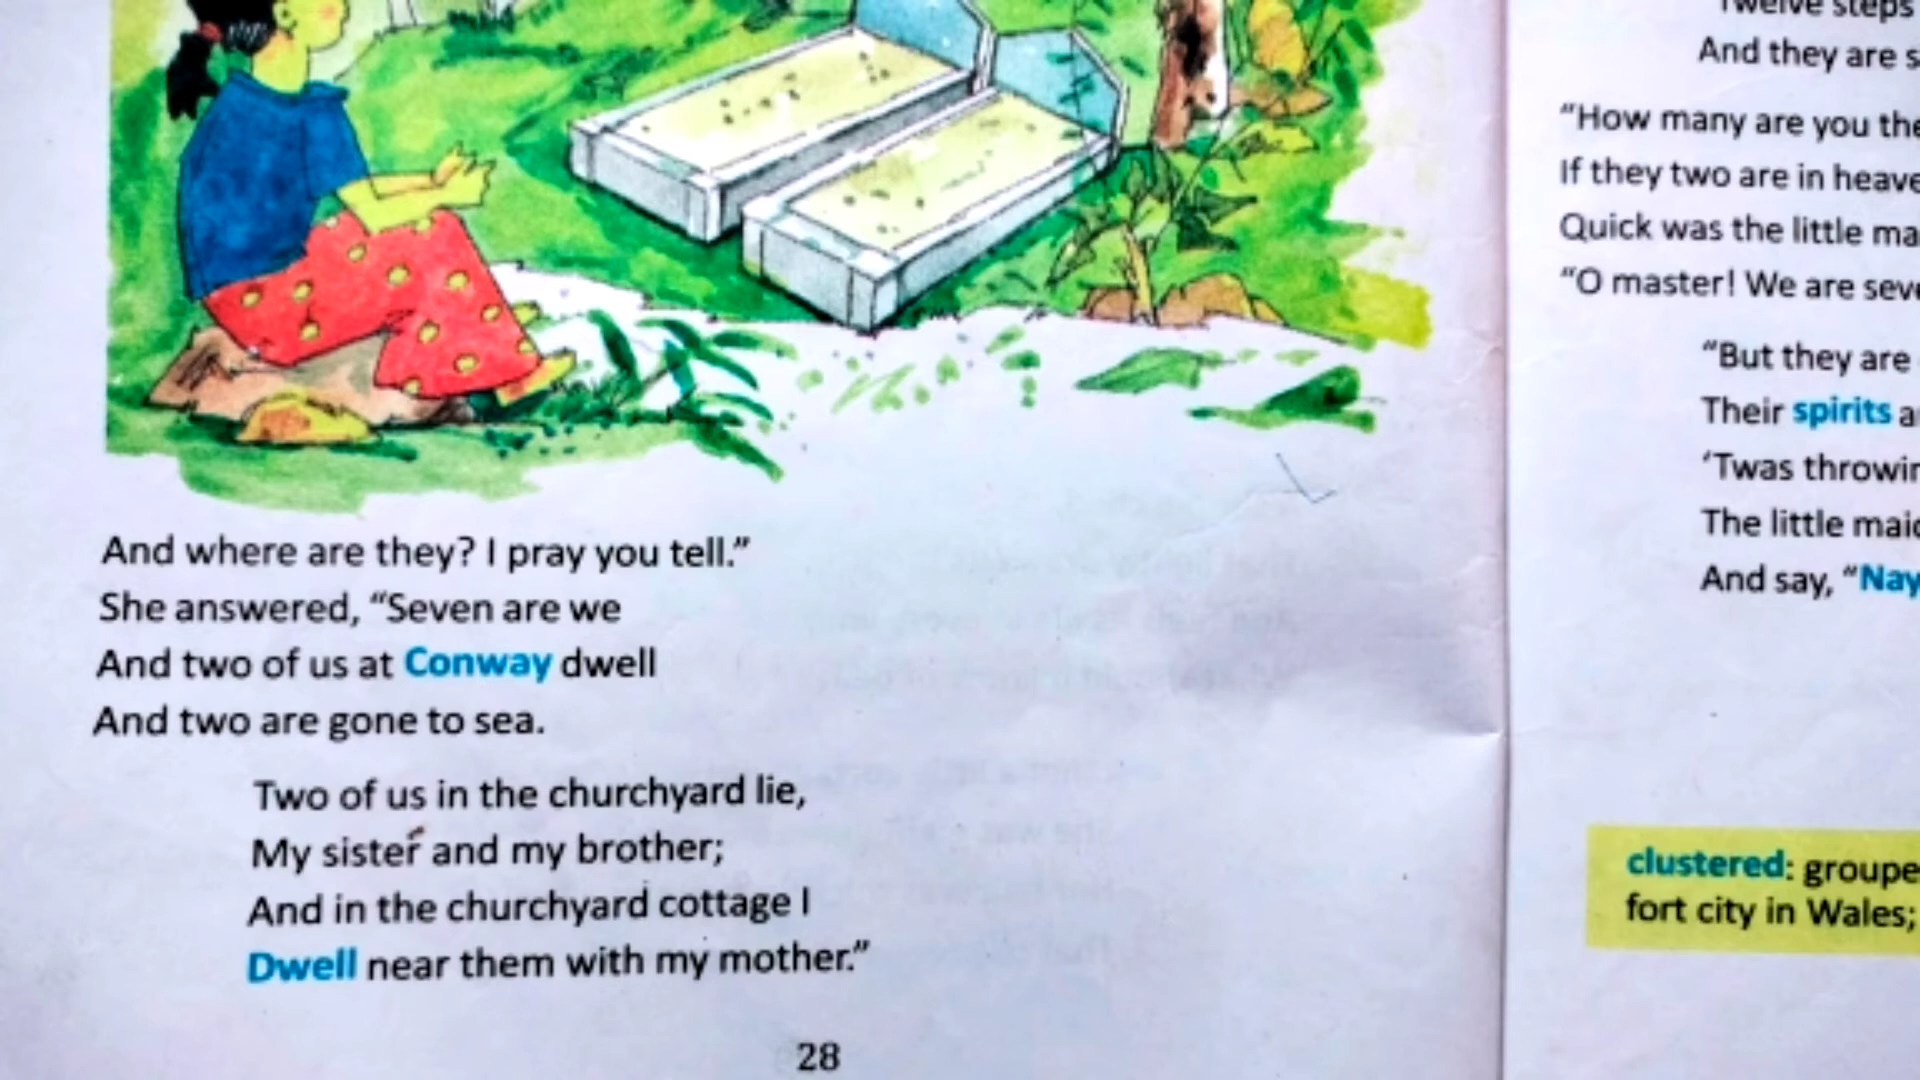 And where are they? I pray you tell.”
She answered, “Seven are we
And two of us at Conway dwell
And two are gone to sea.
Two of us in the churchyard lie,
My sister and my brother;
And in the churchyard cottage I
Dwell near them with my mother.”
28
Twelve steps
And they are
“How many are you
If they two are in
Quick was the little
“O master! We are
“But they are
Their spirits
‘Twas
The little
And say, “Nay
clustered:
fort city in Wales;